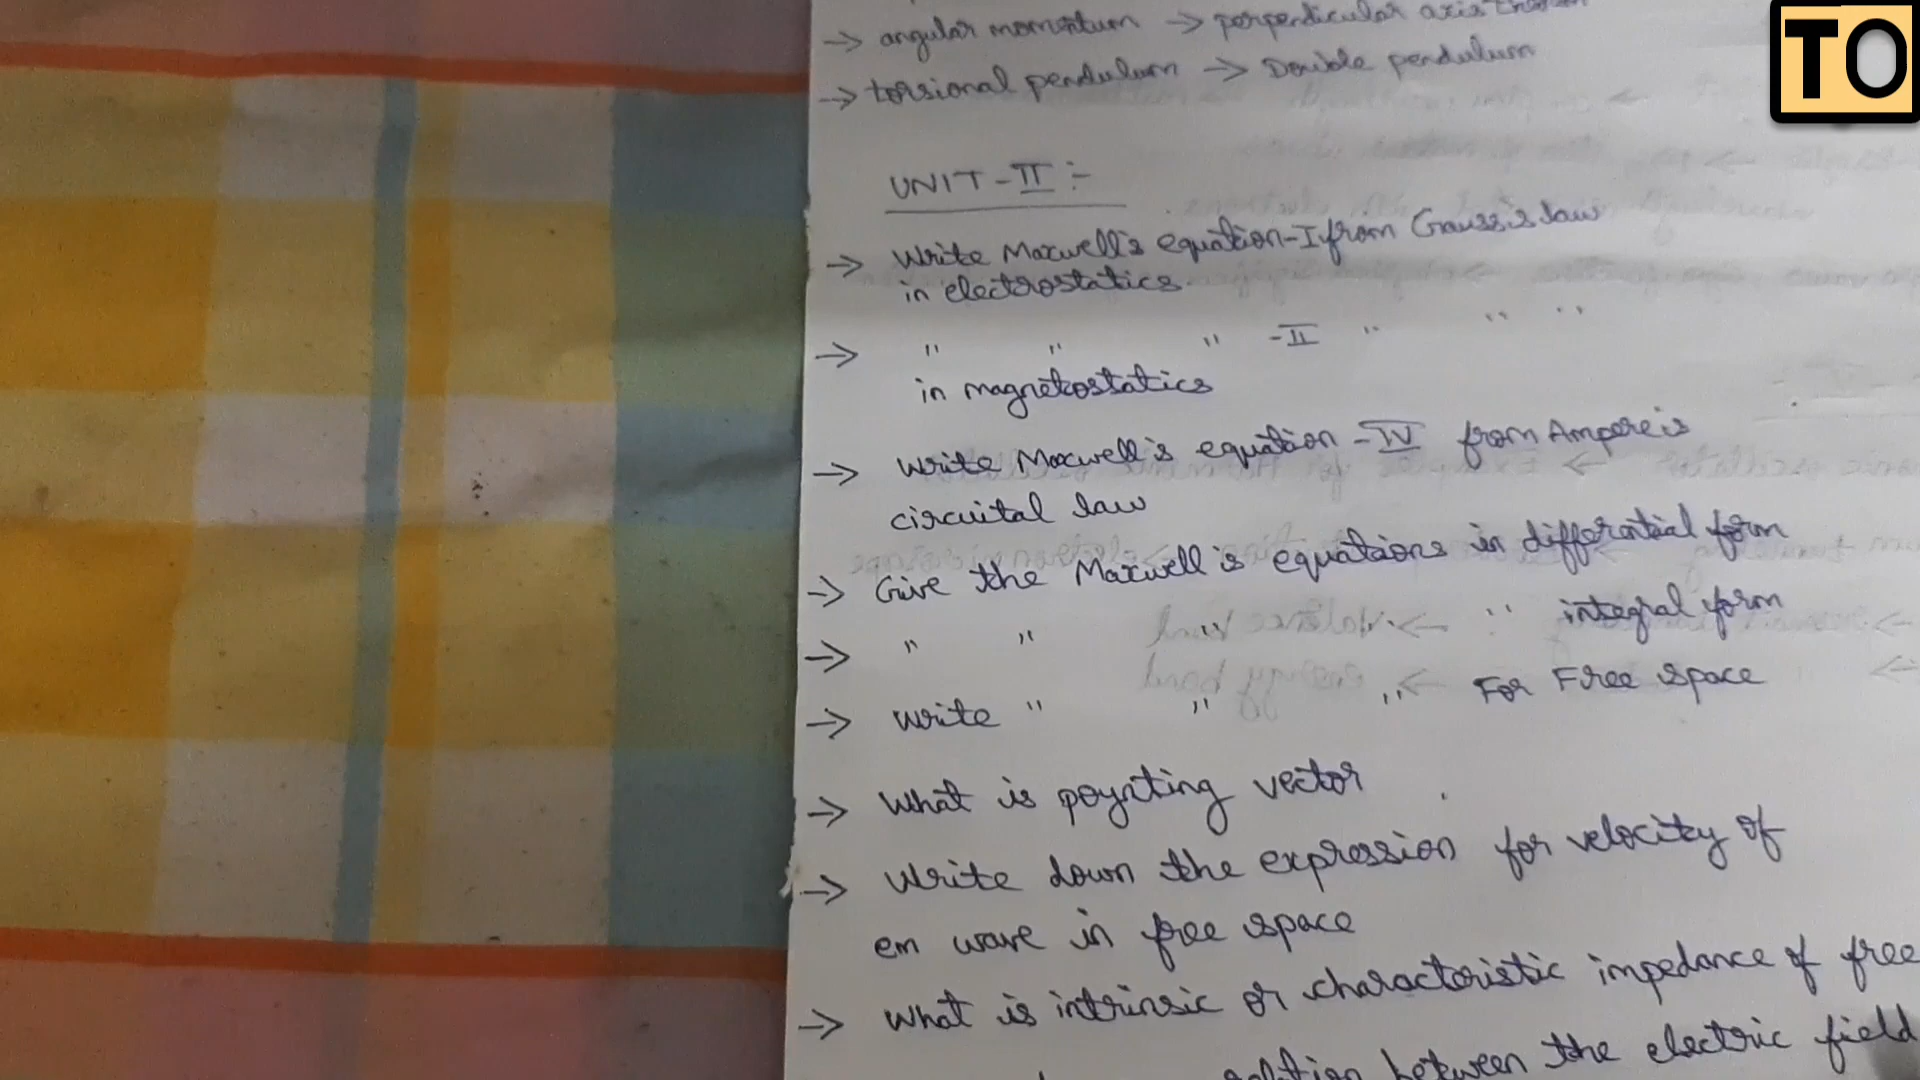 TO
→ angular momentum → perpendicular axis
→ torsional pendulum → Double pendulum
UNIT-II :-
→ Write Maxwell's equation-I from Gauss's law
in electrostatics.
→ " " " -II " " "
in magnetostatics
→ Write Maxwell's equation -IV from Ampere's
circuital law
→ Give the Maxwell's equations in differential form
→ " " " " integral form
→ write " " " For Free space
→ What is poynting vector
→ Write down the expression for velocity of
em wave in free space
→ What is intrinsic or characteristic impedance of free
between the electric field